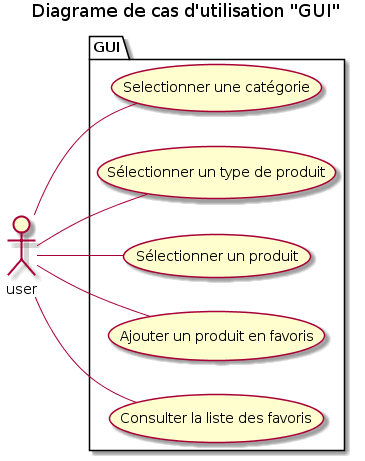 Diagrame de cas d'utilisation "GUI"
GUI
Selectionner une catégorie
Sélectionner un type de produit
Sélectionner un produit
user
Ajouter un produit en favoris
Consulter la liste des favoris